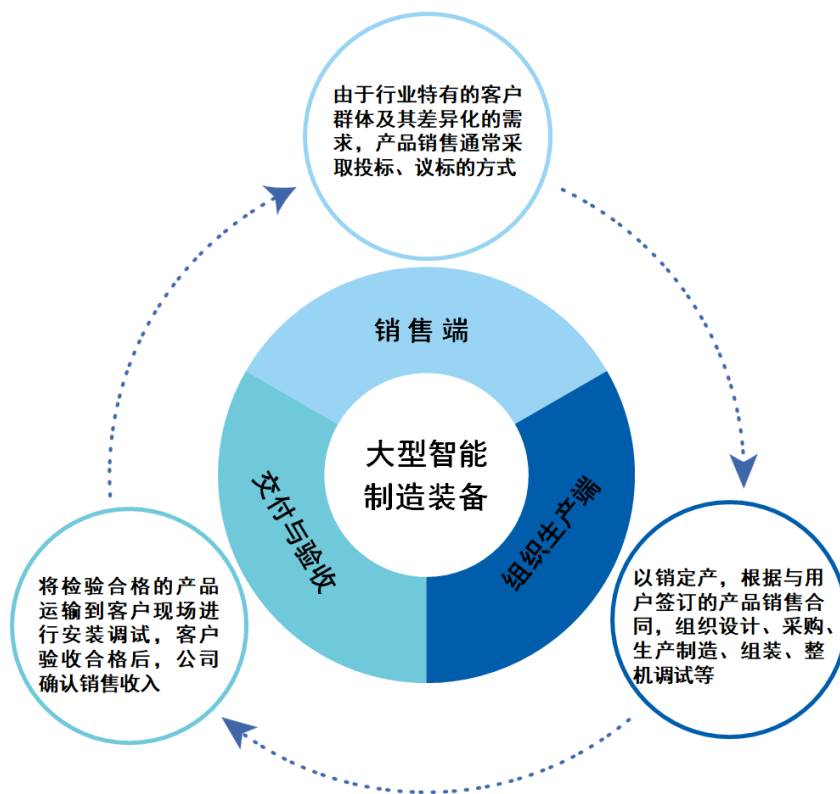 由于行业特有的客户
群体及其差异化的需
求，产品销售通常采
取投标、议标的方式
销售端
大型智能
制造装备
交付与验收
组织生产端
将检验合格的产品
运输到客户现场进
行安装调试，客户
验收合格后，公司
确认销售收入
以销定产，根据与用
户签订的产品销售合
同，组织设计、采购、
生产制造、组装、整
机调试等